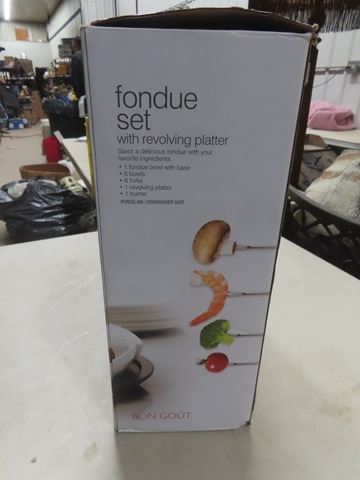 fondue
set
with revolving platter
Savor a delicious fondue with your
favorite ingredients.
• 1 fondue bowl with base
• 6 bowls
• 6 forks
• 1 revolving platter
• 1 burner
PORCELAIN / DISHWASHER SAFE
BON GOÛT